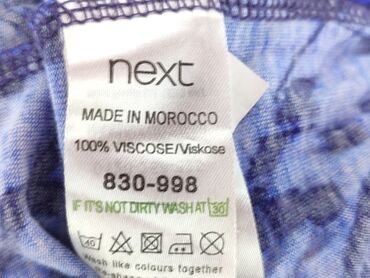 next
MADE IN MOROCCO
100% VISCOSE/Viskose
830-998
IF IT'S NOT DIRTY WASH AT 30
40
Wash like colours together